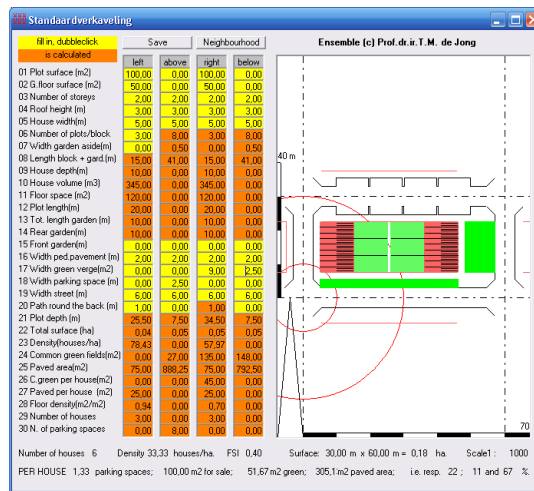 Standaardverkaveling
fill in, dubbleclick Save Neighbourhood Ensemble (c) Prof.dr.ir.T.M. de Jong
is calculated left above right below
01 Plot surface (m2) 100,00 0,00 100,00 0,00
02 G.floor surface (m2) 50,00 0,00 50,00 0,00
03 Number of storeys 2,00 2,00 2,00 2,00
04 Roof height (m) 3,00 3,00 3,00 3,00
05 House width(m) 5,00 5,00 5,00 5,00
06 Number of plots/block 3,00 8,00 3,00 8,00
07 Width garden aside(m) 0,00 0,50 0,00 0,50
08 Length block + gard.(m) 15,00 41,00 15,00 41,00
09 House depth(m) 10,00 0,00 10,00 0,00
10 House volume (m3) 345,00 0,00 345,00 0,00
11 Floor space (m2) 120,00 0,00 120,00 0,00
12 Plot length(m) 20,00 0,00 20,00 0,00
13 Tot. length garden (m) 10,00 0,00 10,00 0,00
14 Rear garden(m) 10,00 0,00 10,00 0,00
15 Front garden(m) 0,00 0,00 0,00 0,00
16 Width ped.pavement (m) 2,00 2,00 2,00 2,00
17 Width green verge(m2) 0,00 0,00 9,00 2,50
18 Width parking space (m) 0,00 2,50 0,00 0,00
19 Width street (m) 6,00 6,00 6,00 6,00
20 Path round the back (m) 1,00 0,00 1,00 0,00
21 Plot depth (m) 25,50 7,50 34,50 7,50
22 Total surface (ha) 0,04 0,05 0,05 0,05
23 Density(houses/ha) 78,43 0,00 57,97 0,00
24 Common green fields(m2) 0,00 27,00 135,00 148,00
25 Paved area(m2) 75,00 888,25 75,00 792,50
26 C.green per house(m2) 0,00 0,00 45,00 0,00
27 Paved per house (m2) 25,00 0,00 25,00 0,00
28 Floor density(m2/m2) 0,94 0,00 0,70 0,00
29 Number of houses 3,00 0,00 3,00 0,00
30 N. of parking spaces 0,00 8,00 0,00 0,00
40 m
70
Number of houses 6 Density 33,33 houses/ha. FSI 0,40 Surface: 30,00 m x 60,00 m = 0,18 ha. Scale1 : 1000
PER HOUSE 1,33 parking spaces; 100,00 m2 for sale; 51,67 m2 green; 305,1 m2 paved area; i.e. resp. 22 ; 11 and 67 %.